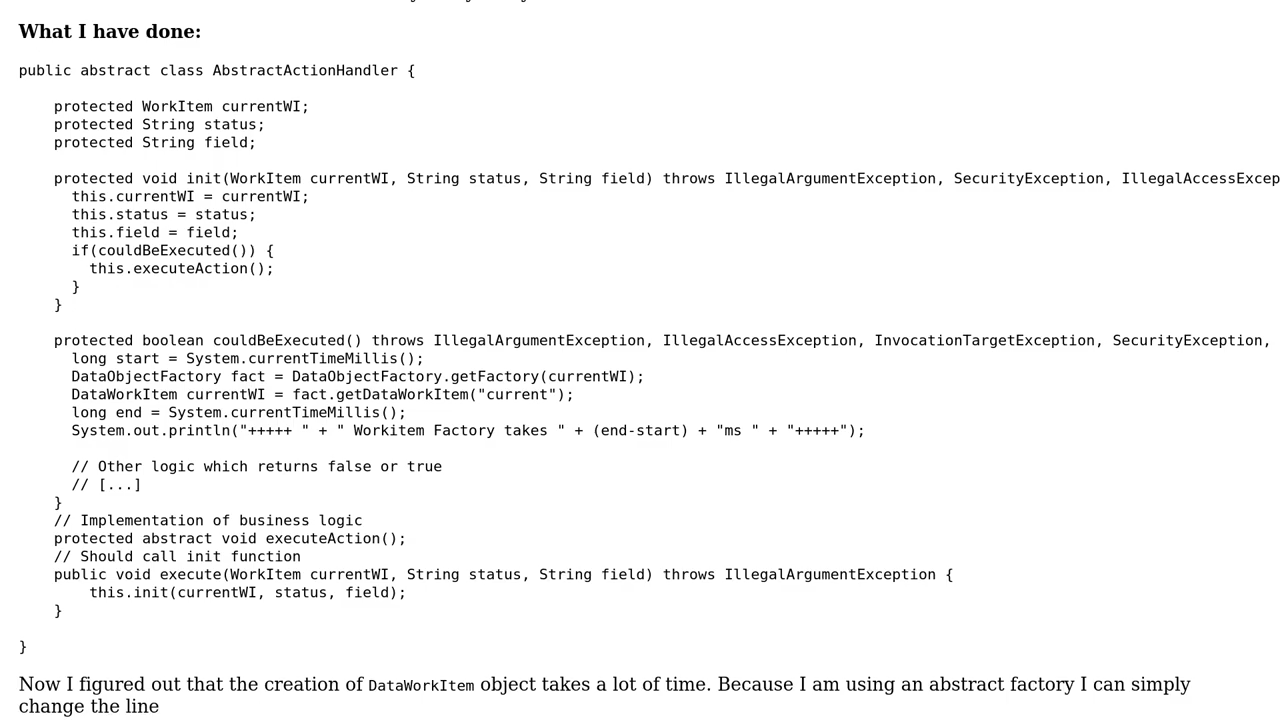 What I have done:
public abstract class AbstractActionHandler {
protected WorkItem currentWI;
protected String status;
protected String field;
protected void init(WorkItem currentWI, String status, String field) throws IllegalArgumentException, SecurityException, IllegalAccessExcep
this.currentWI = currentWI;
this.status = status;
this.field = field;
if(couldBeExecuted()) {
this.executeAction();
}
}
protected boolean couldBeExecuted() throws IllegalArgumentException, IllegalAccessException, InvocationTargetException, SecurityException,
long start = System.currentTimeMillis();
DataObjectFactory fact = DataObjectFactory.getFactory(currentWI);
DataWorkItem currentWI = fact.getDataWorkItem("current");
long end = System.currentTimeMillis();
System.out.println("+++++ " + " Workitem Factory takes " + (end-start) + "ms " + "+++++");
// Other logic which returns false or true
// [...]
}
// Implementation of business logic
protected abstract void executeAction();
// Should call init function
public void execute(WorkItem currentWI, String status, String field) throws IllegalArgumentException {
this.init(currentWI, status, field);
}
}
Now I figured out that the creation of DataWorkItem object takes a lot of time. Because I am using an abstract factory I can simply
change the line